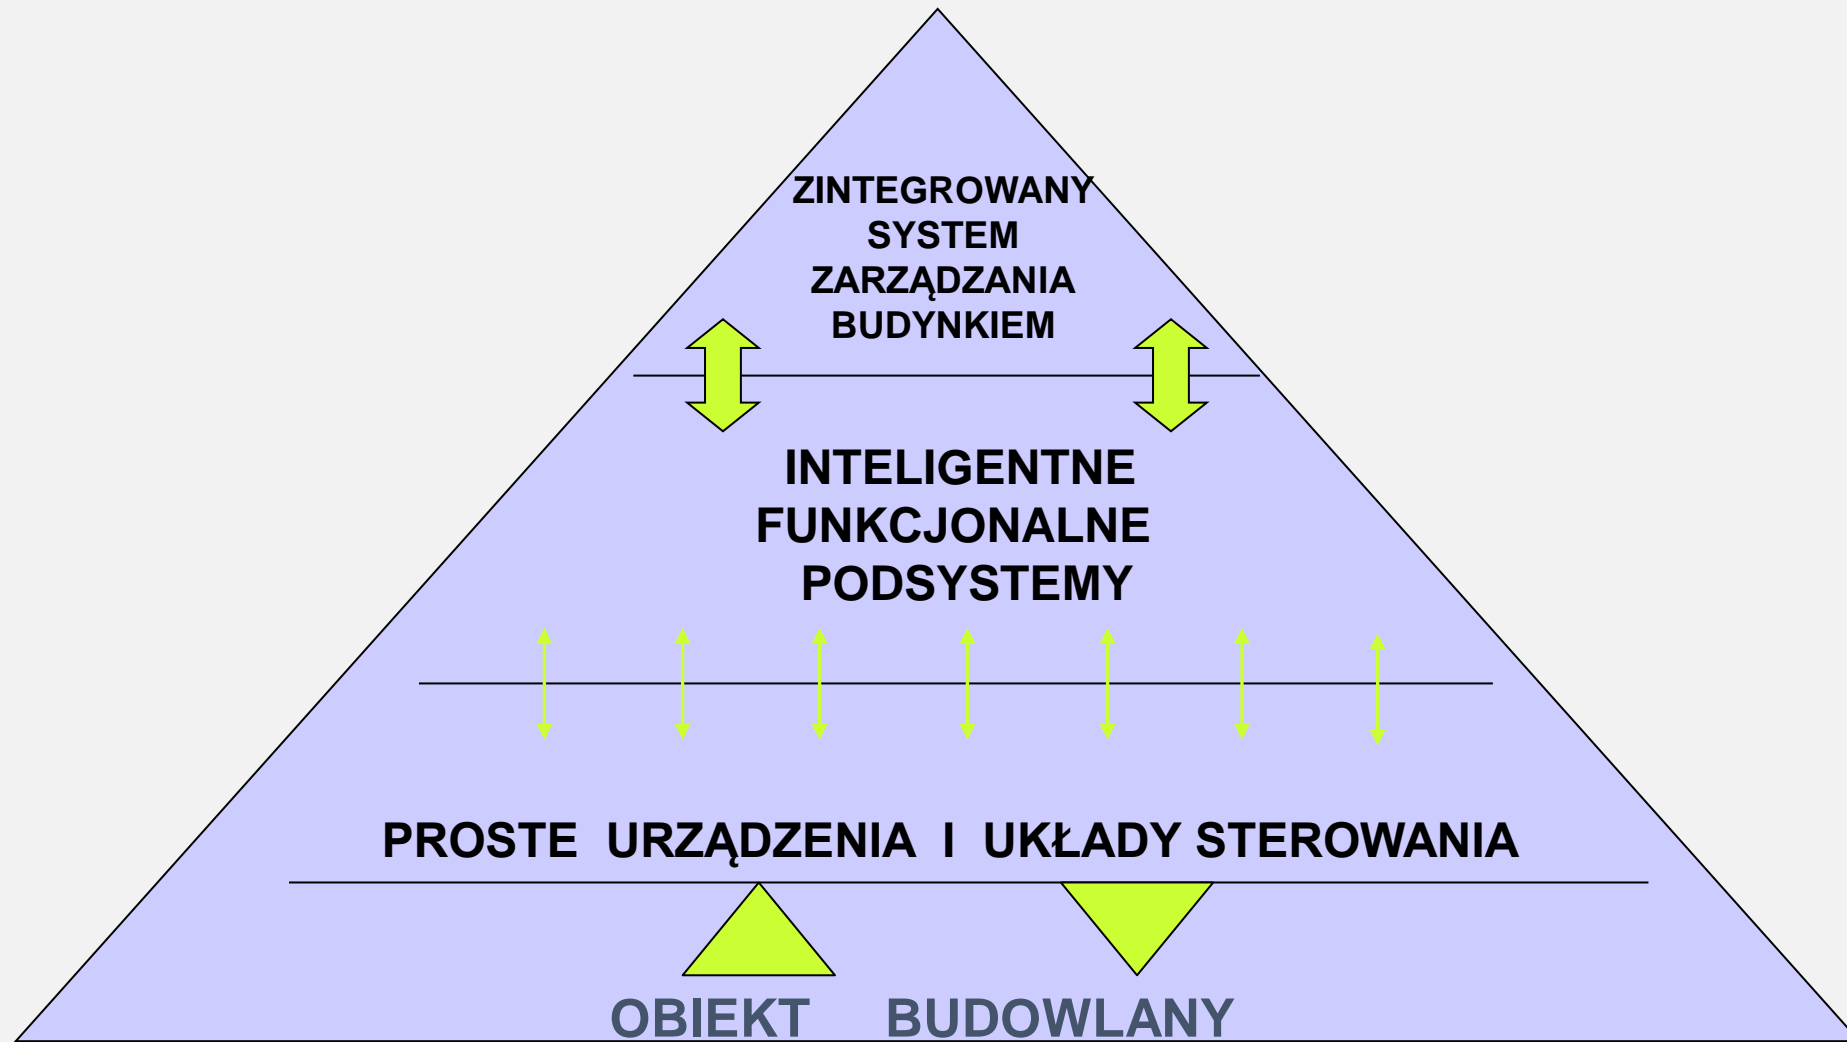 ZINTEGROWANY
SYSTEM
ZARZĄDZANIA
BUDYNKIEM
INTELIGENTNE
FUNKCJONALNE
PODSYSTEMY
PROSTE URZĄDZENIA I UKŁADY STEROWANIA
OBIEKT BUDOWLANY